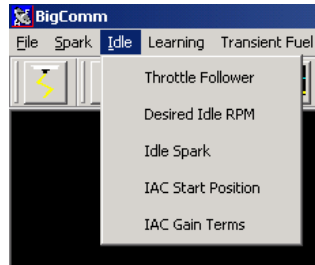 BigComm
File Spark Idle Learning Transient Fuel
Throttle Follower
Desired Idle RPM
Idle Spark
IAC Start Position
IAC Gain Terms